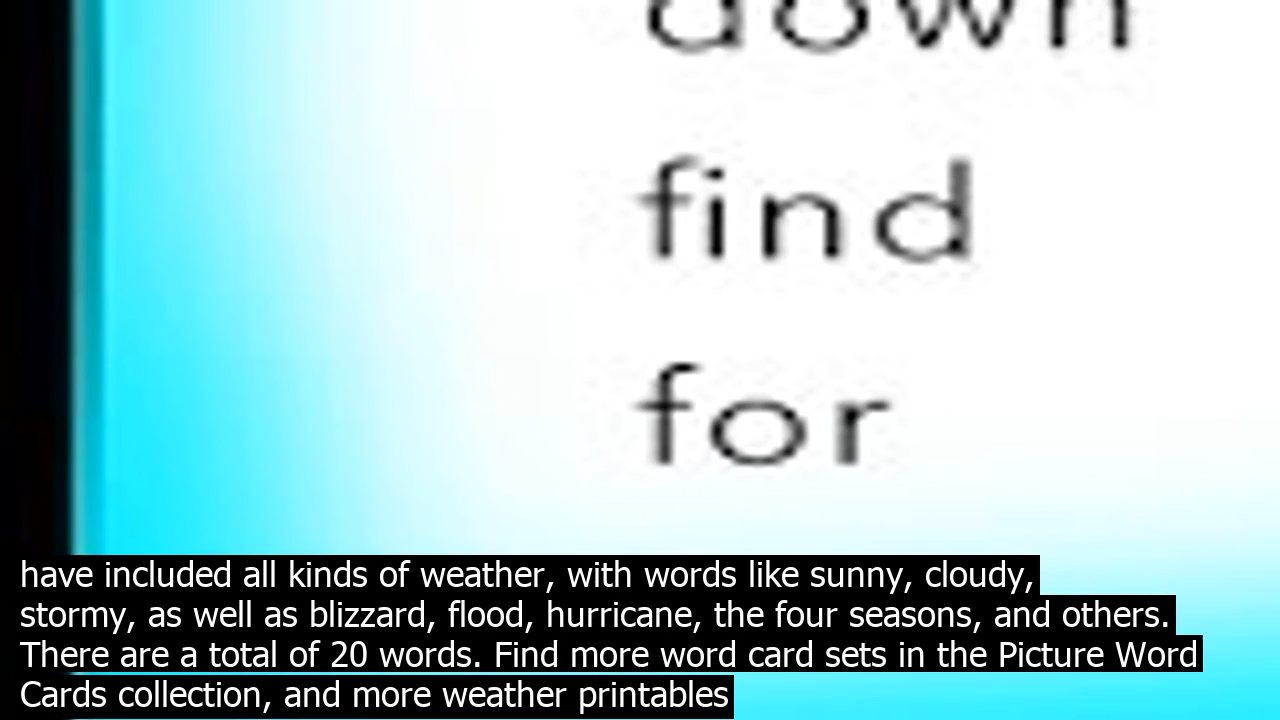 down
find
for
have included all kinds of weather, with words like sunny, cloudy,
stormy, as well as blizzard, flood, hurricane, the four seasons, and others.
There are a total of 20 words. Find more word card sets in the Picture Word
Cards collection, and more weather printables